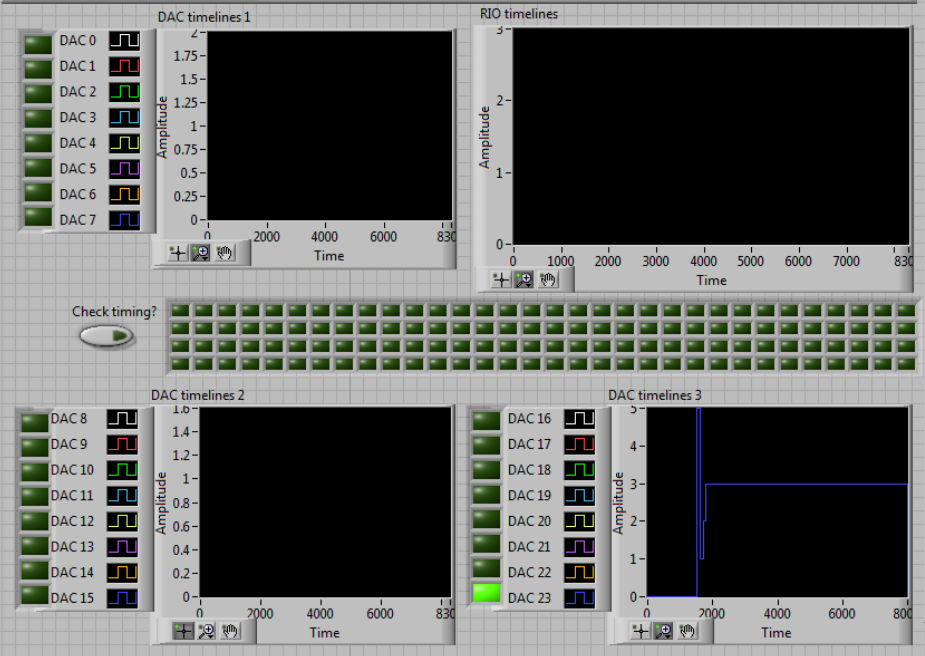 DAC timelines 1
DAC 0
DAC 1
DAC 2
DAC 3
DAC 4
DAC 5
DAC 6
DAC 7
Amplitude
2
1.75
1.5
1.25
1
0.75
0.5
0.25
0
0 2000 4000 6000 830
Time
RIO timelines
Amplitude
3
2
1
0
0 1000 2000 3000 4000 5000 6000 7000 830
Time
Check timing?
DAC timelines 2
DAC 8
DAC 9
DAC 10
DAC 11
DAC 12
DAC 13
DAC 14
DAC 15
Amplitude
1.6
1.4
1.2
1
0.8
0.6
0.4
0.2
0
0 2000 4000 6000 830
Time
DAC timelines 3
DAC 16
DAC 17
DAC 18
DAC 19
DAC 20
DAC 21
DAC 22
DAC 23
Amplitude
5
4
3
2
1
0
0 2000 4000 6000 800
Time